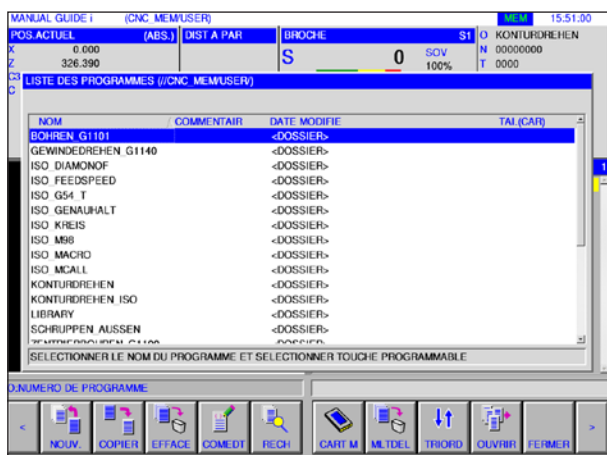 MANUAL GUIDE i (CNC_MEM/USER) MEM 15:51:00
POS.ACTUEL (ABS.) DIST A PAR BROCHE S1 O KONTURDREHEN
X 0.000 S 0 SOV N 00000000
Z 326.390 100% T 0000
C3
C
LISTE DES PROGRAMMES (//CNC_MEM/USER/)
NOM COMMENTAIR DATE MODIFIE TAI.(CAR)
BOHREN_G1101 <DOSSIER>
GEWINDEDREHEN_G1140 <DOSSIER>
ISO_DIAMONOF <DOSSIER>
ISO_FEEDSPEED <DOSSIER>
ISO_G54_T <DOSSIER>
ISO_GENAUHALT <DOSSIER>
ISO_KREIS <DOSSIER>
ISO_M98 <DOSSIER>
ISO_MACRO <DOSSIER>
ISO_MCALL <DOSSIER>
KONTURDREHEN <DOSSIER>
KONTURDREHEN_ISO <DOSSIER>
LIBRARY <DOSSIER>
SCHRUPPEN_AUSSEN <DOSSIER>
<DOSSIER>
SELECTIONNER LE NOM DU PROGRAMME ET SELECTIONNER TOUCHE PROGRAMMABLE
O:NUMERO DE PROGRAMME
< NOUV. COPIER EFFACE COMEDT RECH CART M MLTDEL TRIORD OUVRIR FERMER >